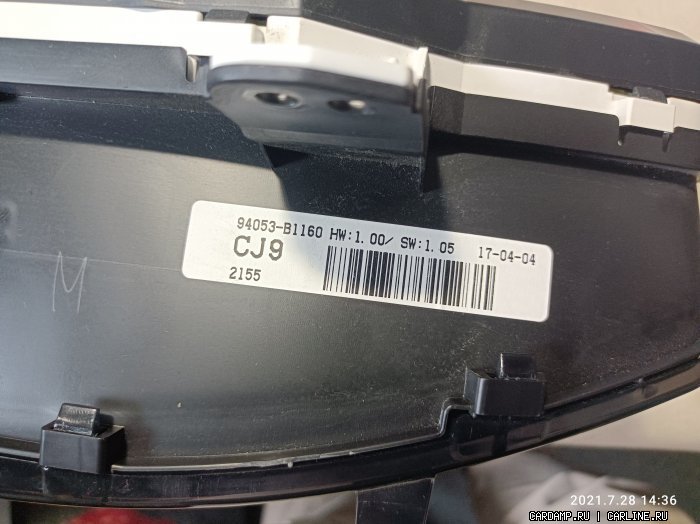 94053-B1160 HW:1.00/ SW:1.05 17-04-04
CJ9
2155
M
2021.7.28 14:36
CARDAMP.RU | CARLINE.RU